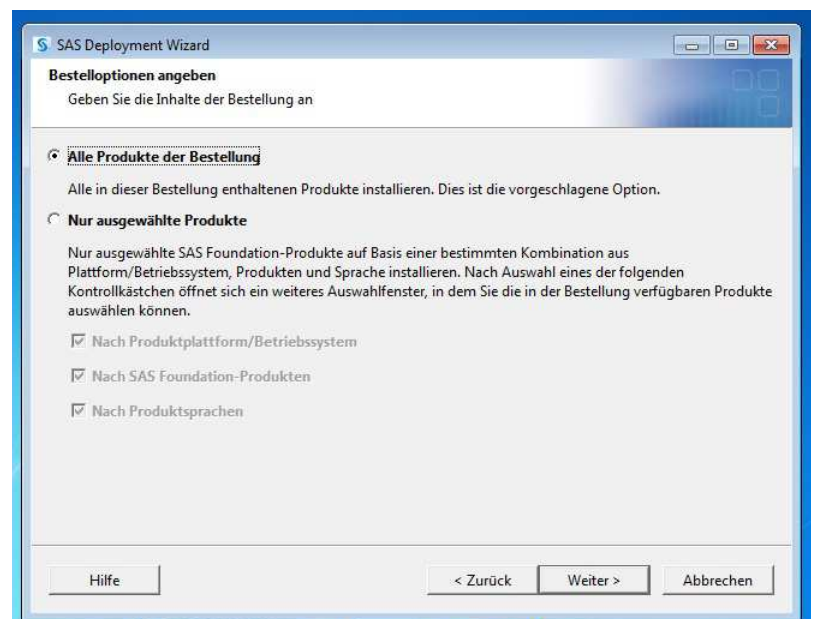 SAS Deployment Wizard
Bestelloptionen angeben
Geben Sie die Inhalte der Bestellung an
Alle Produkte der Bestellung
Alle in dieser Bestellung enthaltenen Produkte installieren. Dies ist die vorgeschlagene Option.
Nur ausgewählte Produkte
Nur ausgewählte SAS Foundation-Produkte auf Basis einer bestimmten Kombination aus
Plattform/Betriebssystem, Produkten und Sprache installieren. Nach Auswahl eines der folgenden
Kontrollkästchen öffnet sich ein weiteres Auswahlfenster, in dem Sie die in der Bestellung verfügbaren Produkte
auswählen können.
Nach Produktplattform/Betriebssystem
Nach SAS Foundation-Produkten
Nach Produktsprachen
Hilfe < Zurück Weiter > Abbrechen